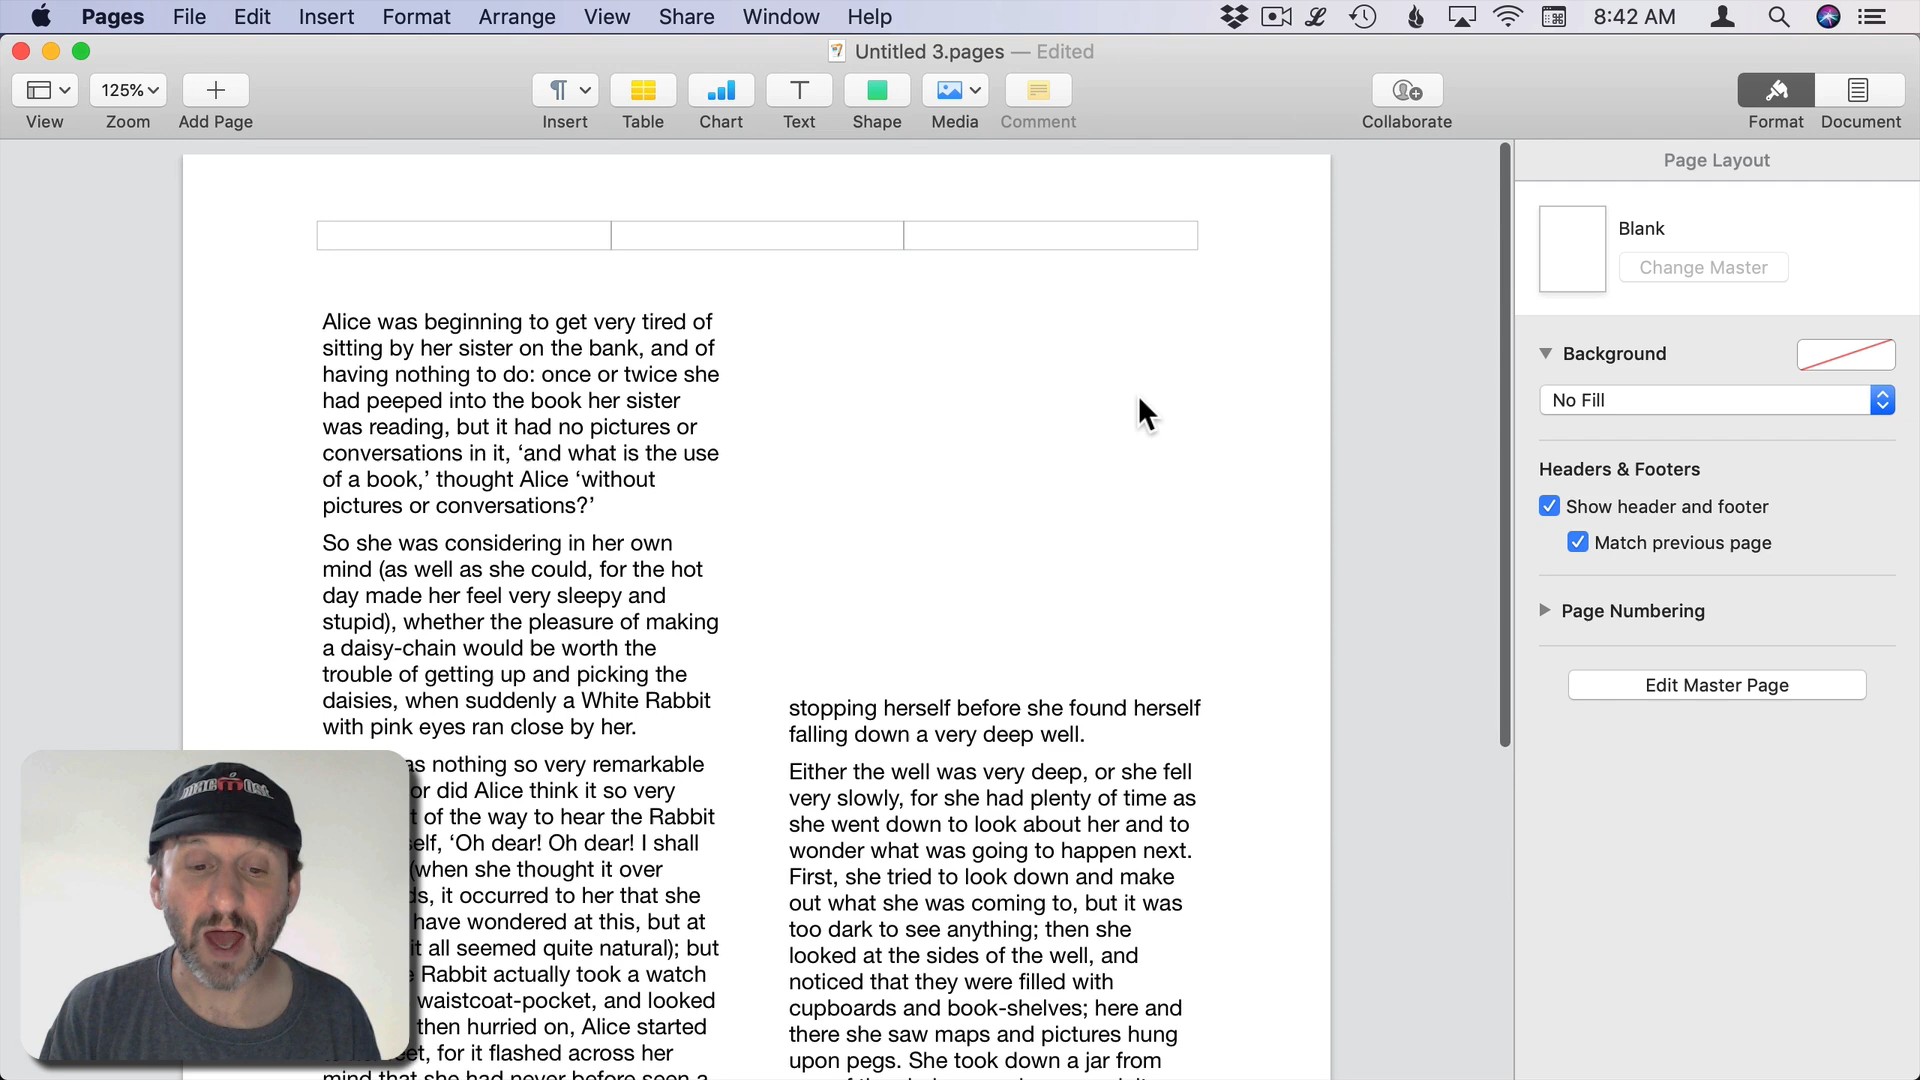 Pages File Edit Insert Format Arrange View Share Window Help 8:42 AM
Untitled 3.pages — Edited
125%
View Zoom Add Page Insert Table Chart Text Shape Media Comment Collaborate Format Document
Alice was beginning to get very tired of
sitting by her sister on the bank, and of
having nothing to do: once or twice she
had peeped into the book her sister
was reading, but it had no pictures or
conversations in it, ‘and what is the use
of a book,’ thought Alice ‘without
pictures or conversations?’
So she was considering in her own
mind (as well as she could, for the hot
day made her feel very sleepy and
stupid), whether the pleasure of making
a daisy-chain would be worth the
trouble of getting up and picking the
daisies, when suddenly a White Rabbit
with pink eyes ran close by her.
as nothing so very remarkable
or did Alice think it so very
of the way to hear the Rabbit
self, ‘Oh dear! Oh dear! I shall
(when she thought it over
ds, it occurred to her that she
have wondered at this, but at
it all seemed quite natural); but
Rabbit actually took a watch
waistcoat-pocket, and looked
then hurried on, Alice started
eet, for it flashed across her
mind that she had never before seen a
stopping herself before she found herself
falling down a very deep well.
Either the well was very deep, or she fell
very slowly, for she had plenty of time as
she went down to look about her and to
wonder what was going to happen next.
First, she tried to look down and make
out what she was coming to, but it was
too dark to see anything; then she
looked at the sides of the well, and
noticed that they were filled with
cupboards and book-shelves; here and
there she saw maps and pictures hung
upon pegs. She took down a jar from
Page Layout
Blank
Change Master
Background
No Fill
Headers & Footers
Show header and footer
Match previous page
Page Numbering
Edit Master Page